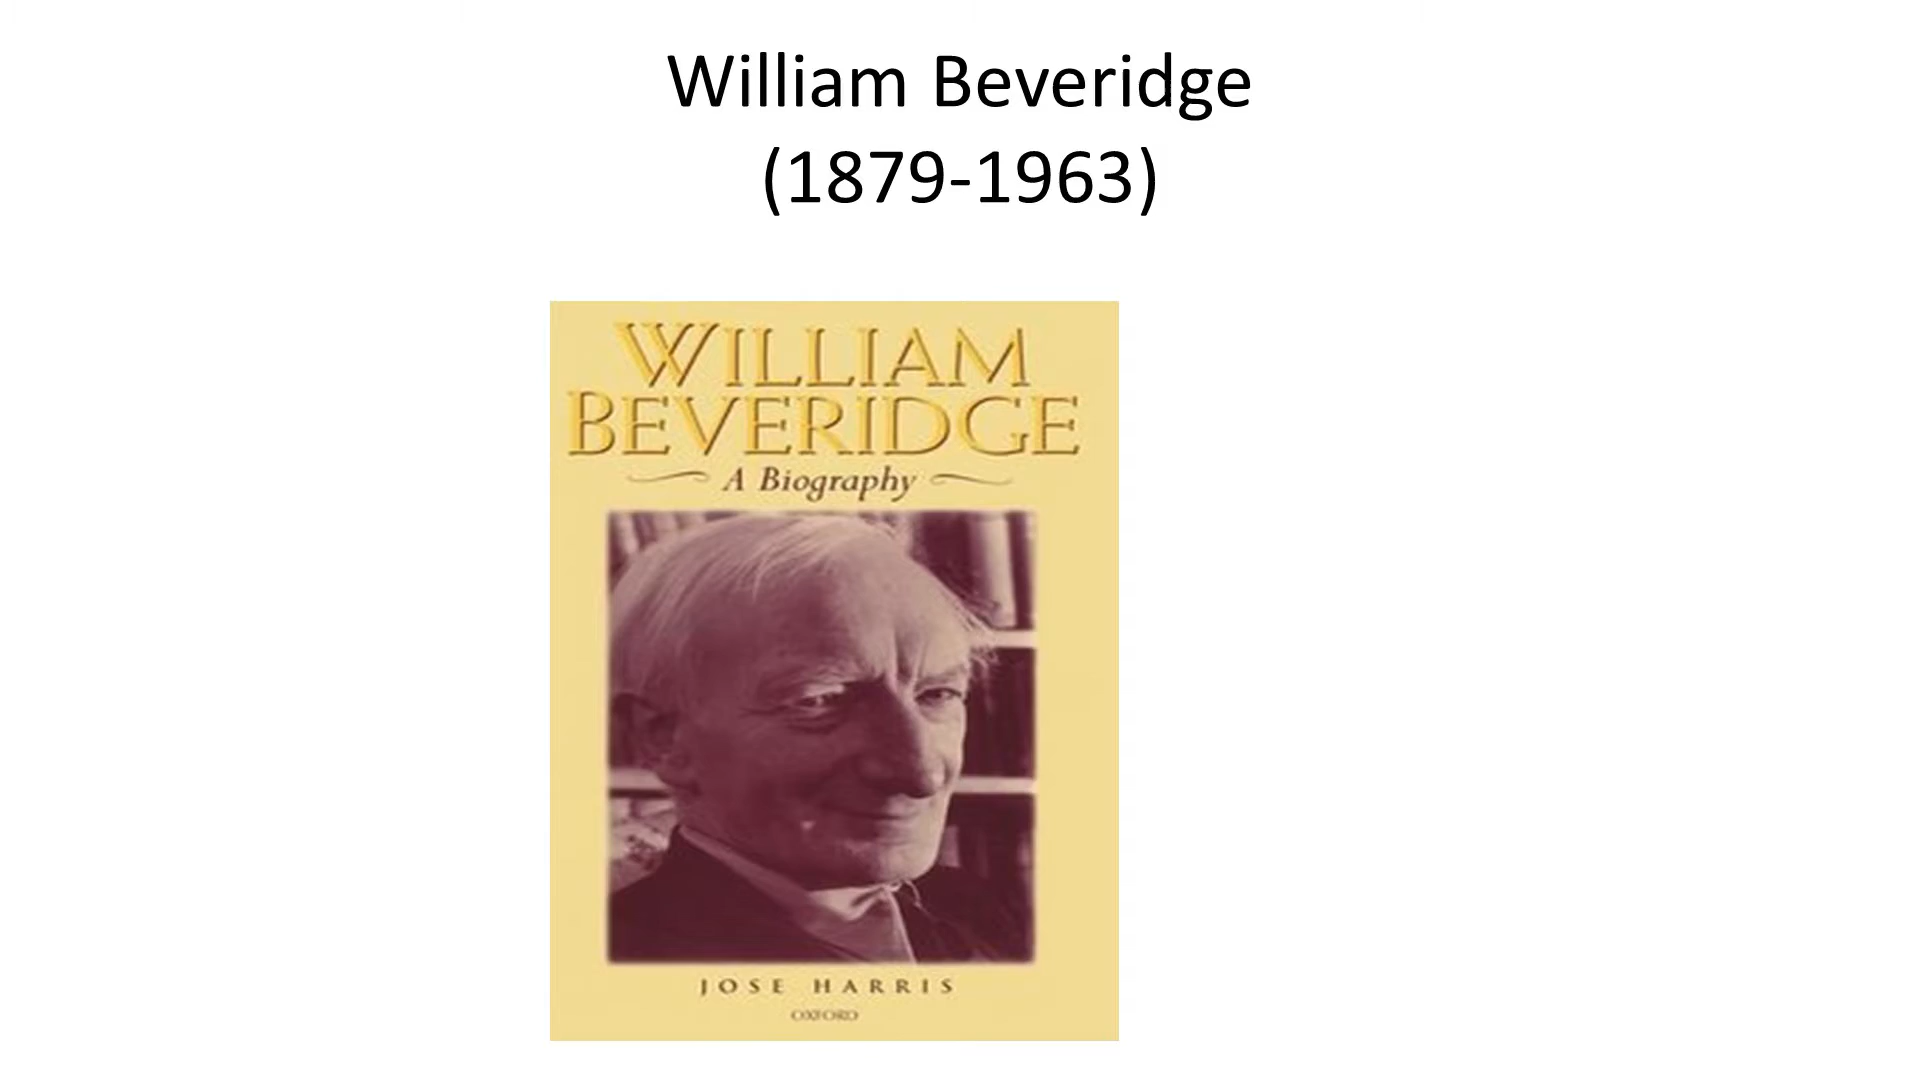 William Beveridge
(1879-1963)
WILLIAM
BEVERIDGE
A Biography
JOSE HARRIS
OXFORD